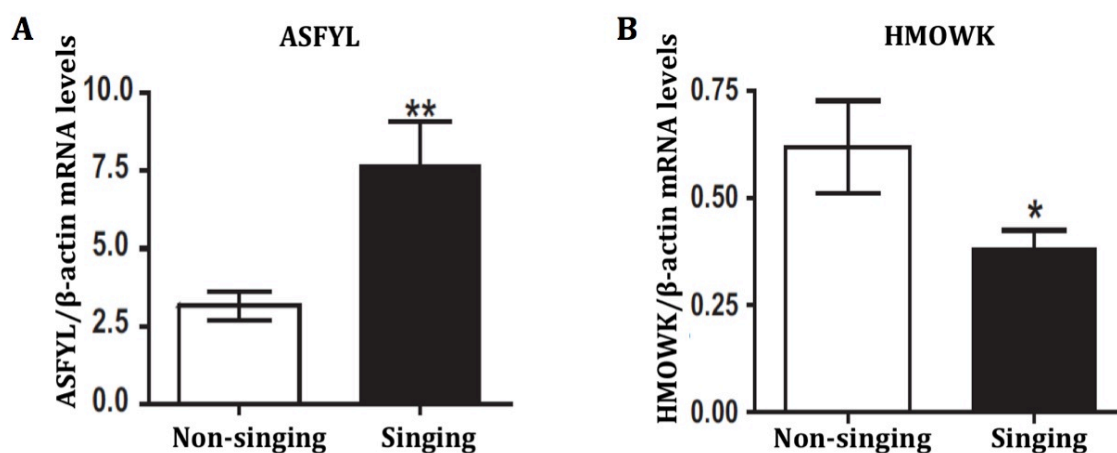 A
ASFYL
ASFYL/β-actin mRNA levels
10.0
**
7.5
5.0
2.5
0.0
Non-singing Singing
B
HMOWK
HMOWK/β-actin mRNA levels
0.75
0.50
*
0.25
0.00
Non-singing Singing